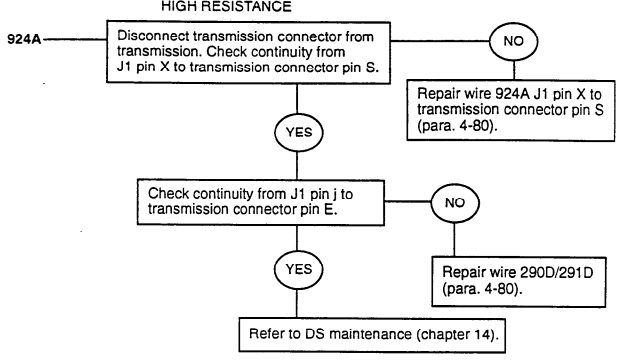 HIGH RESISTANCE
924A
Disconnect transmission connector from
transmission. Check continuity from
J1 pin X to transmission connector pin S.
NO
Repair wire 924A J1 pin X to
transmission connector pin S
(para. 4-80).
YES
Check continuity from J1 pin j to
transmission connector pin E.
NO
Repair wire 290D/291D
(para. 4-80).
YES
Refer to DS maintenance (chapter 14).